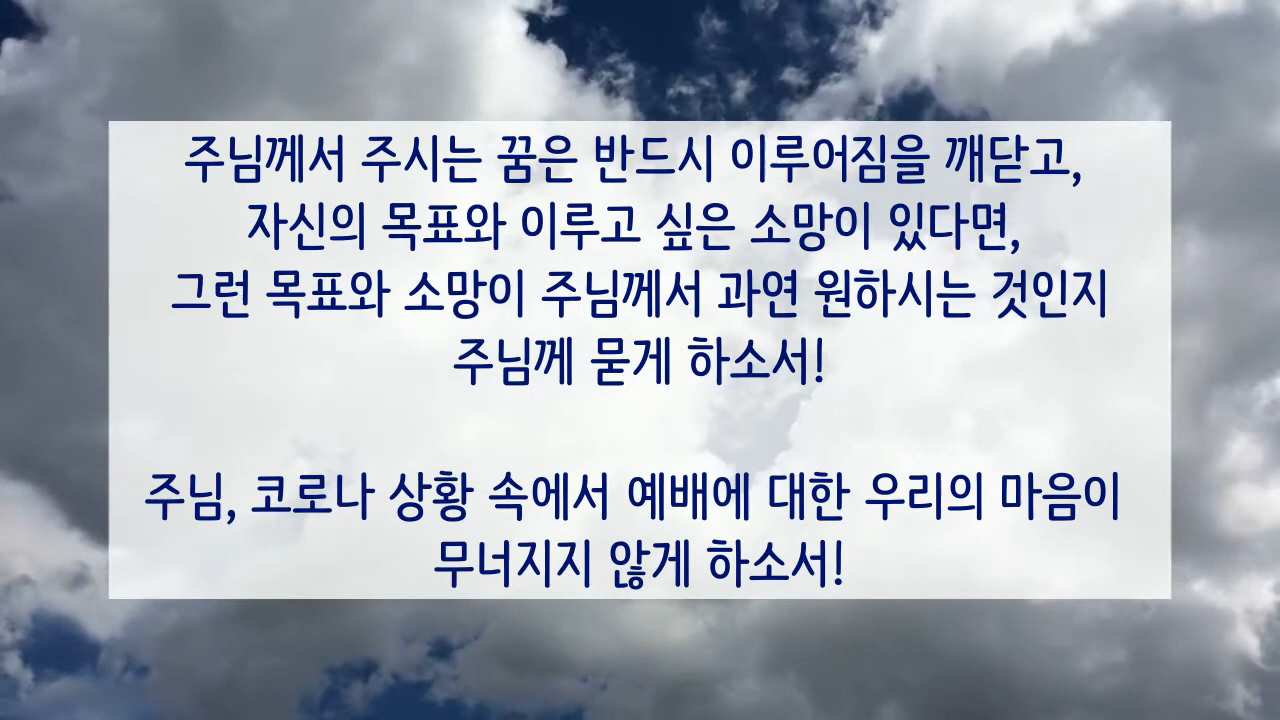 주님께서 주시는 꿈은 반드시 이루어짐을 깨닫고,
자신의 목표와 이루고 싶은 소망이 있다면,
그런 목표와 소망이 주님께서 과연 원하시는 것인지
주님께 묻게 하소서!
주님, 코로나 상황 속에서 예배에 대한 우리의 마음이
무너지지 않게 하소서!